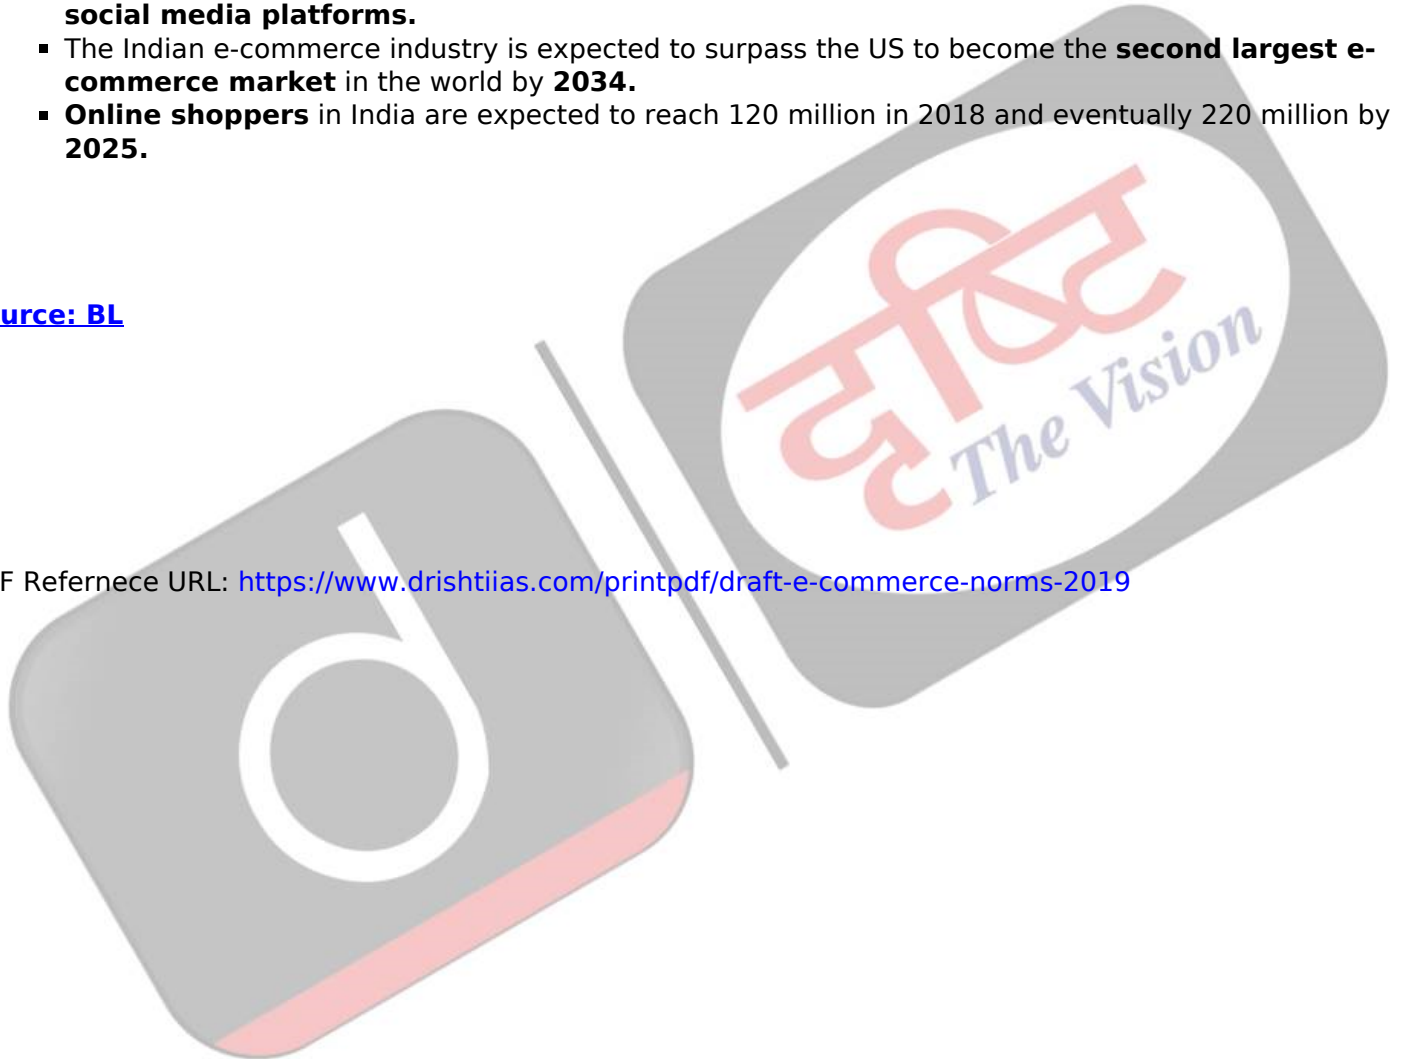 social media platforms.
▪ The Indian e-commerce industry is expected to surpass the US to become the second largest e-
commerce market in the world by 2034.
▪ Online shoppers in India are expected to reach 120 million in 2018 and eventually 220 million by
2025.
urce: BL
दृष्टि
The Vision
F Refernece URL: https://www.drishtiias.com/printpdf/draft-e-commerce-norms-2019